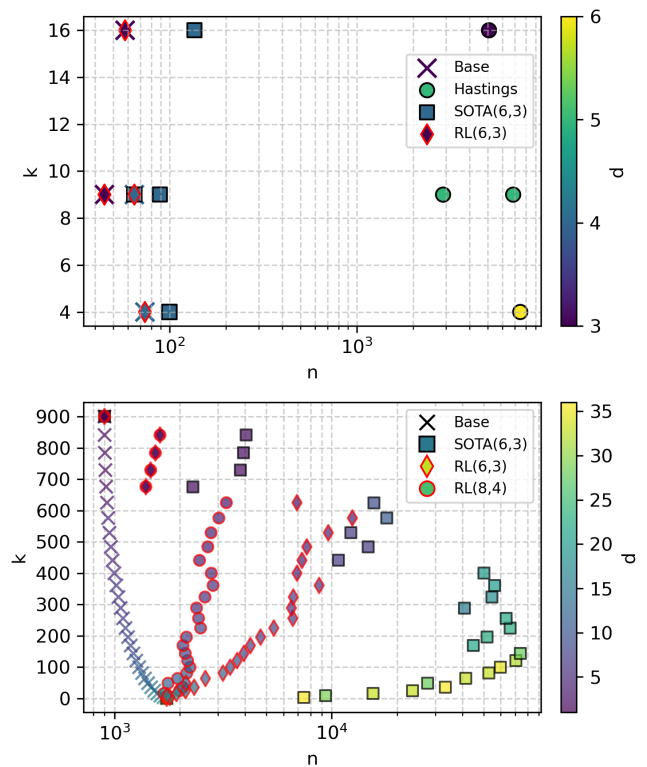 16
14
12
10
8
6
4
k
10²
10³
n
Base
Hastings
SOTA(6,3)
RL(6,3)
6
5
4
3
d
900
800
700
600
500
400
300
200
100
0
k
10³
10⁴
n
Base
SOTA(6,3)
RL(6,3)
RL(8,4)
35
30
25
20
15
10
5
d